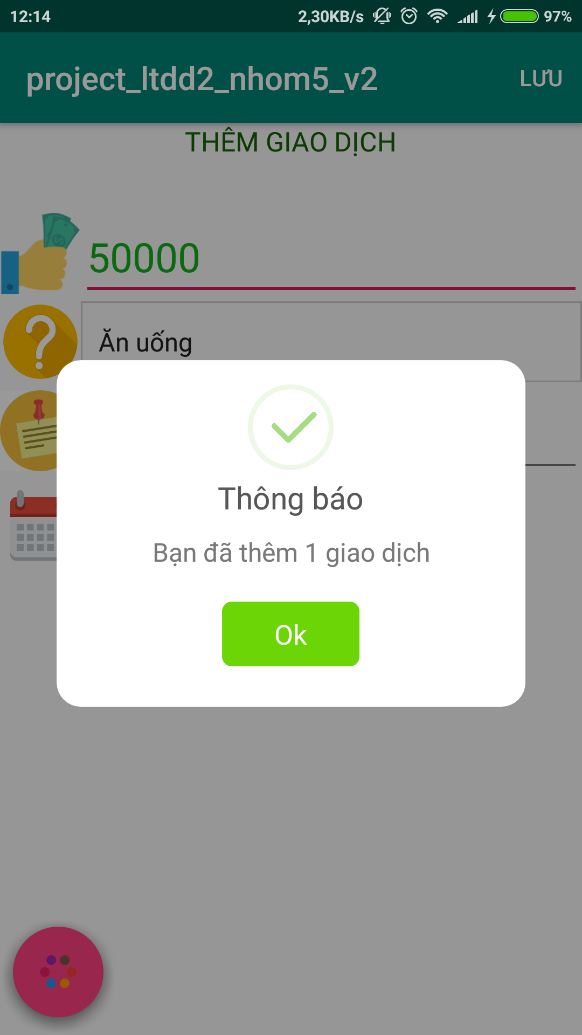 12:14 2,30KB/s 97%
project_ltdd2_nhom5_v2 LƯU
THÊM GIAO DỊCH
50000
Ăn uống
Thông báo
Bạn đã thêm 1 giao dịch
Ok